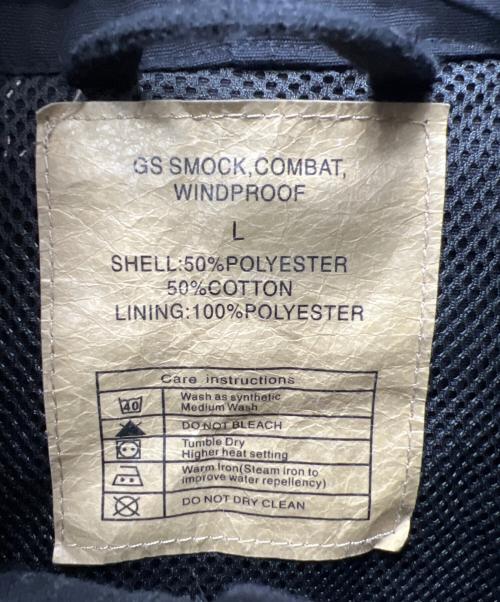 GS SMOCK,COMBAT,
WINDPROOF
L
SHELL:50%POLYESTER
50%COTTON
LINING:100%POLYESTER
Care instructions
40
Wash as synthetic
Medium Wash
DO NOT BLEACH
Tumble Dry
Higher heat setting
Warm Iron(Steam iron to
improve water repellency)
DO NOT DRY CLEAN